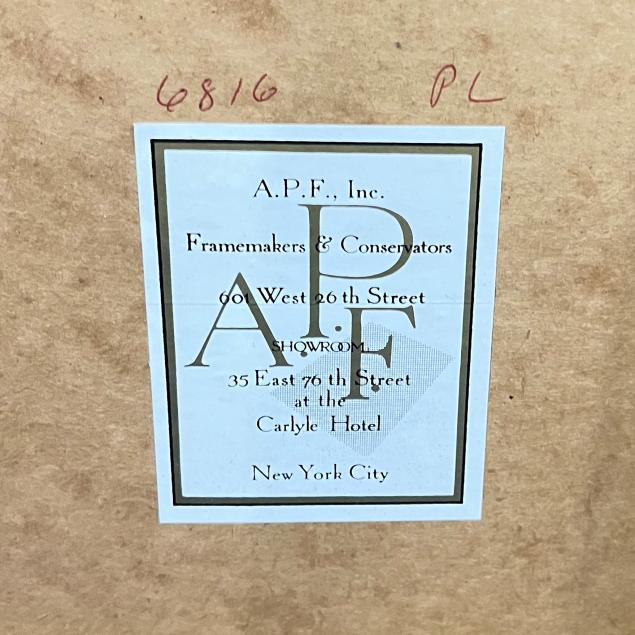 6816 PL
A.P.F., Inc.
Framemakers & Conservators
601 West 26 th Street
A.P.F.
SHOWROOM
35 East 76 th Street
at the
Carlyle Hotel
New York City